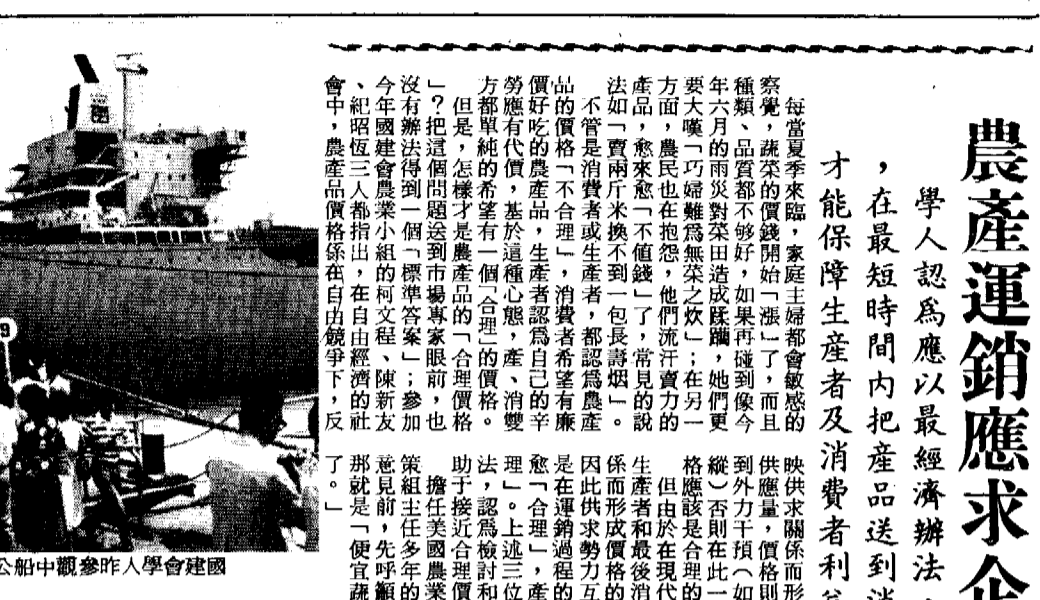 農產運銷應求企
學人認爲應以最經濟辦法,
,在最短時間內把產品送到
才能保障生產者及消費者利
每當夏季來臨,家庭主婦都會敏感的
察覺,蔬菜的價錢開始「漲」了,而且
種類、品質都不够好,如果再碰到像今
年六月的雨災對菜田造成蹂躪,她們更
要大嘆「巧婦難爲無菜之炊」;在另一
方面,農民也在抱怨,他們流汗賣力的
產品,愈來愈「不值錢」了,常見的說
法如「賣兩斤米換不到一包長壽烟」。
不管是消費者或生產者,都認爲農產
品的價格「不合理」,消費者希望有廉
價好吃的農產品,生產者認爲自己的辛
勞應有代價,基於這種心態,產、消雙
方都單純的希望有一個「合理」的價格。
但是,怎樣才是農產品的「合理價格
」?把這個問題送到市場專家眼前,也
沒有辦法得到一個「標準答案」;參加
今年國建會農業小組的柯文程、陳新友
、紀昭恆三人都指出,在自由經濟的社
會中,農產品價格係在自由競爭下,反
映供求關係而形
供應量,價格則
到外力干預(如
縱)否則在此一
格應該是合理的
但由於在現代
生產者和最後消
係而形成價格的
因此供求勢力互
是在運銷過程的
愈「合理」,產
理」。上述三位
法,認爲檢討和
助于接近合理價
擔任美國農業
策組主任多年的
意見前,先呼籲
那就是「便宜蔬
了。」
國建會學人昨參觀中船公